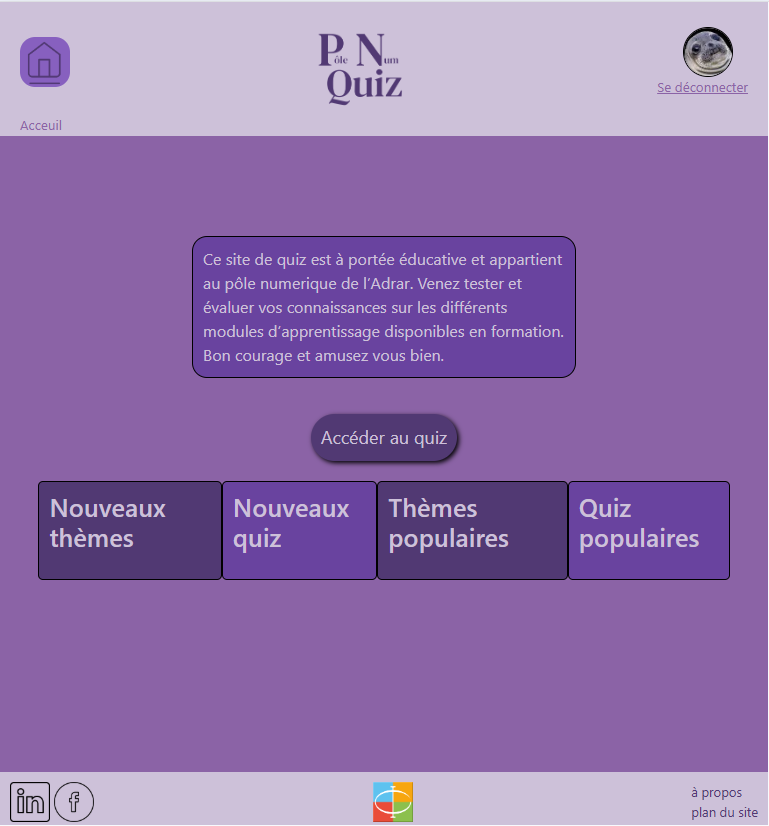 Pôle Num
Quiz
Se déconnecter
Acceuil
Ce site de quiz est à portée éducative et appartient
au pôle numerique de l’Adrar. Venez tester et
évaluer vos connaissances sur les différents
modules d’apprentissage disponibles en formation.
Bon courage et amusez vous bien.
Accéder au quiz
Nouveaux
thèmes
Nouveaux
quiz
Thèmes
populaires
Quiz
populaires
in
f
à propos
plan du site